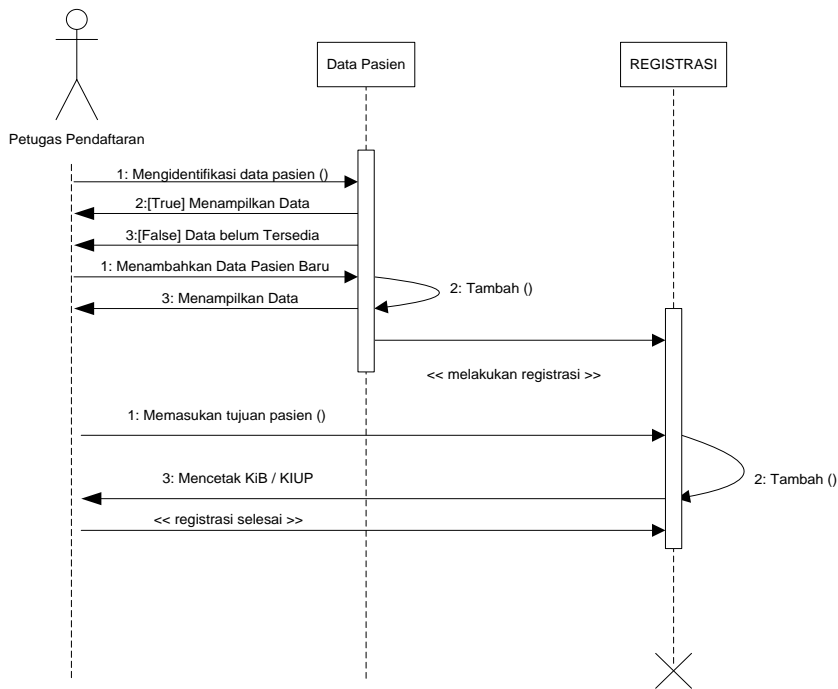 Data Pasien
REGISTRASI
Petugas Pendaftaran
1: Mengidentifikasi data pasien ()
2:[True] Menampilkan Data
3:[False] Data belum Tersedia
1: Menambahkan Data Pasien Baru
2: Tambah ()
3: Menampilkan Data
<< melakukan registrasi >>
1: Memasukan tujuan pasien ()
3: Mencetak KiB / KIUP
2: Tambah ()
<< registrasi selesai >>